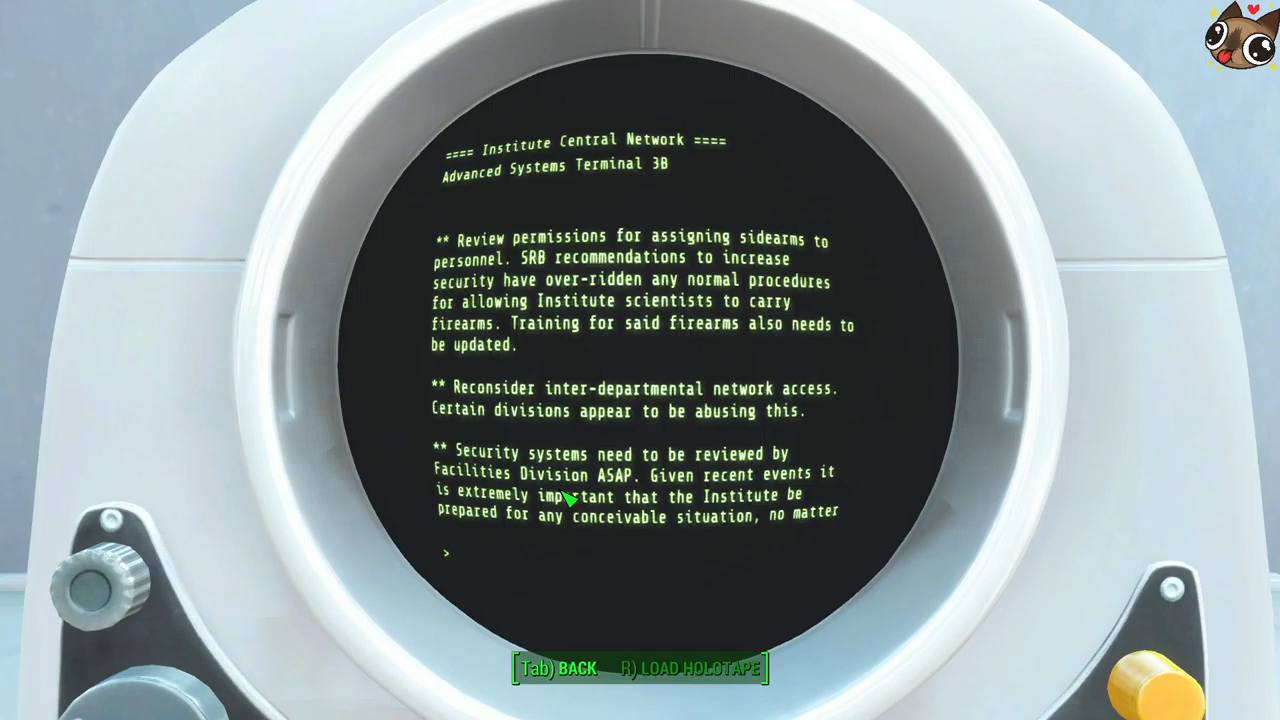 ==== Institute Central Network ====
Advanced Systems Terminal 3B
** Review permissions for assigning sidearms to
personnel. SRB recommendations to increase
security have over-ridden any normal procedures
for allowing Institute scientists to carry
firearms. Training for said firearms also needs to
be updated.
** Reconsider inter-departmental network access.
Certain divisions appear to be abusing this.
** Security systems need to be reviewed by
Facilities Division ASAP. Given recent events it
is extremely important that the Institute be
prepared for any conceivable situation, no matter
>
Tab) BACK R) LOAD HOLOTAPE